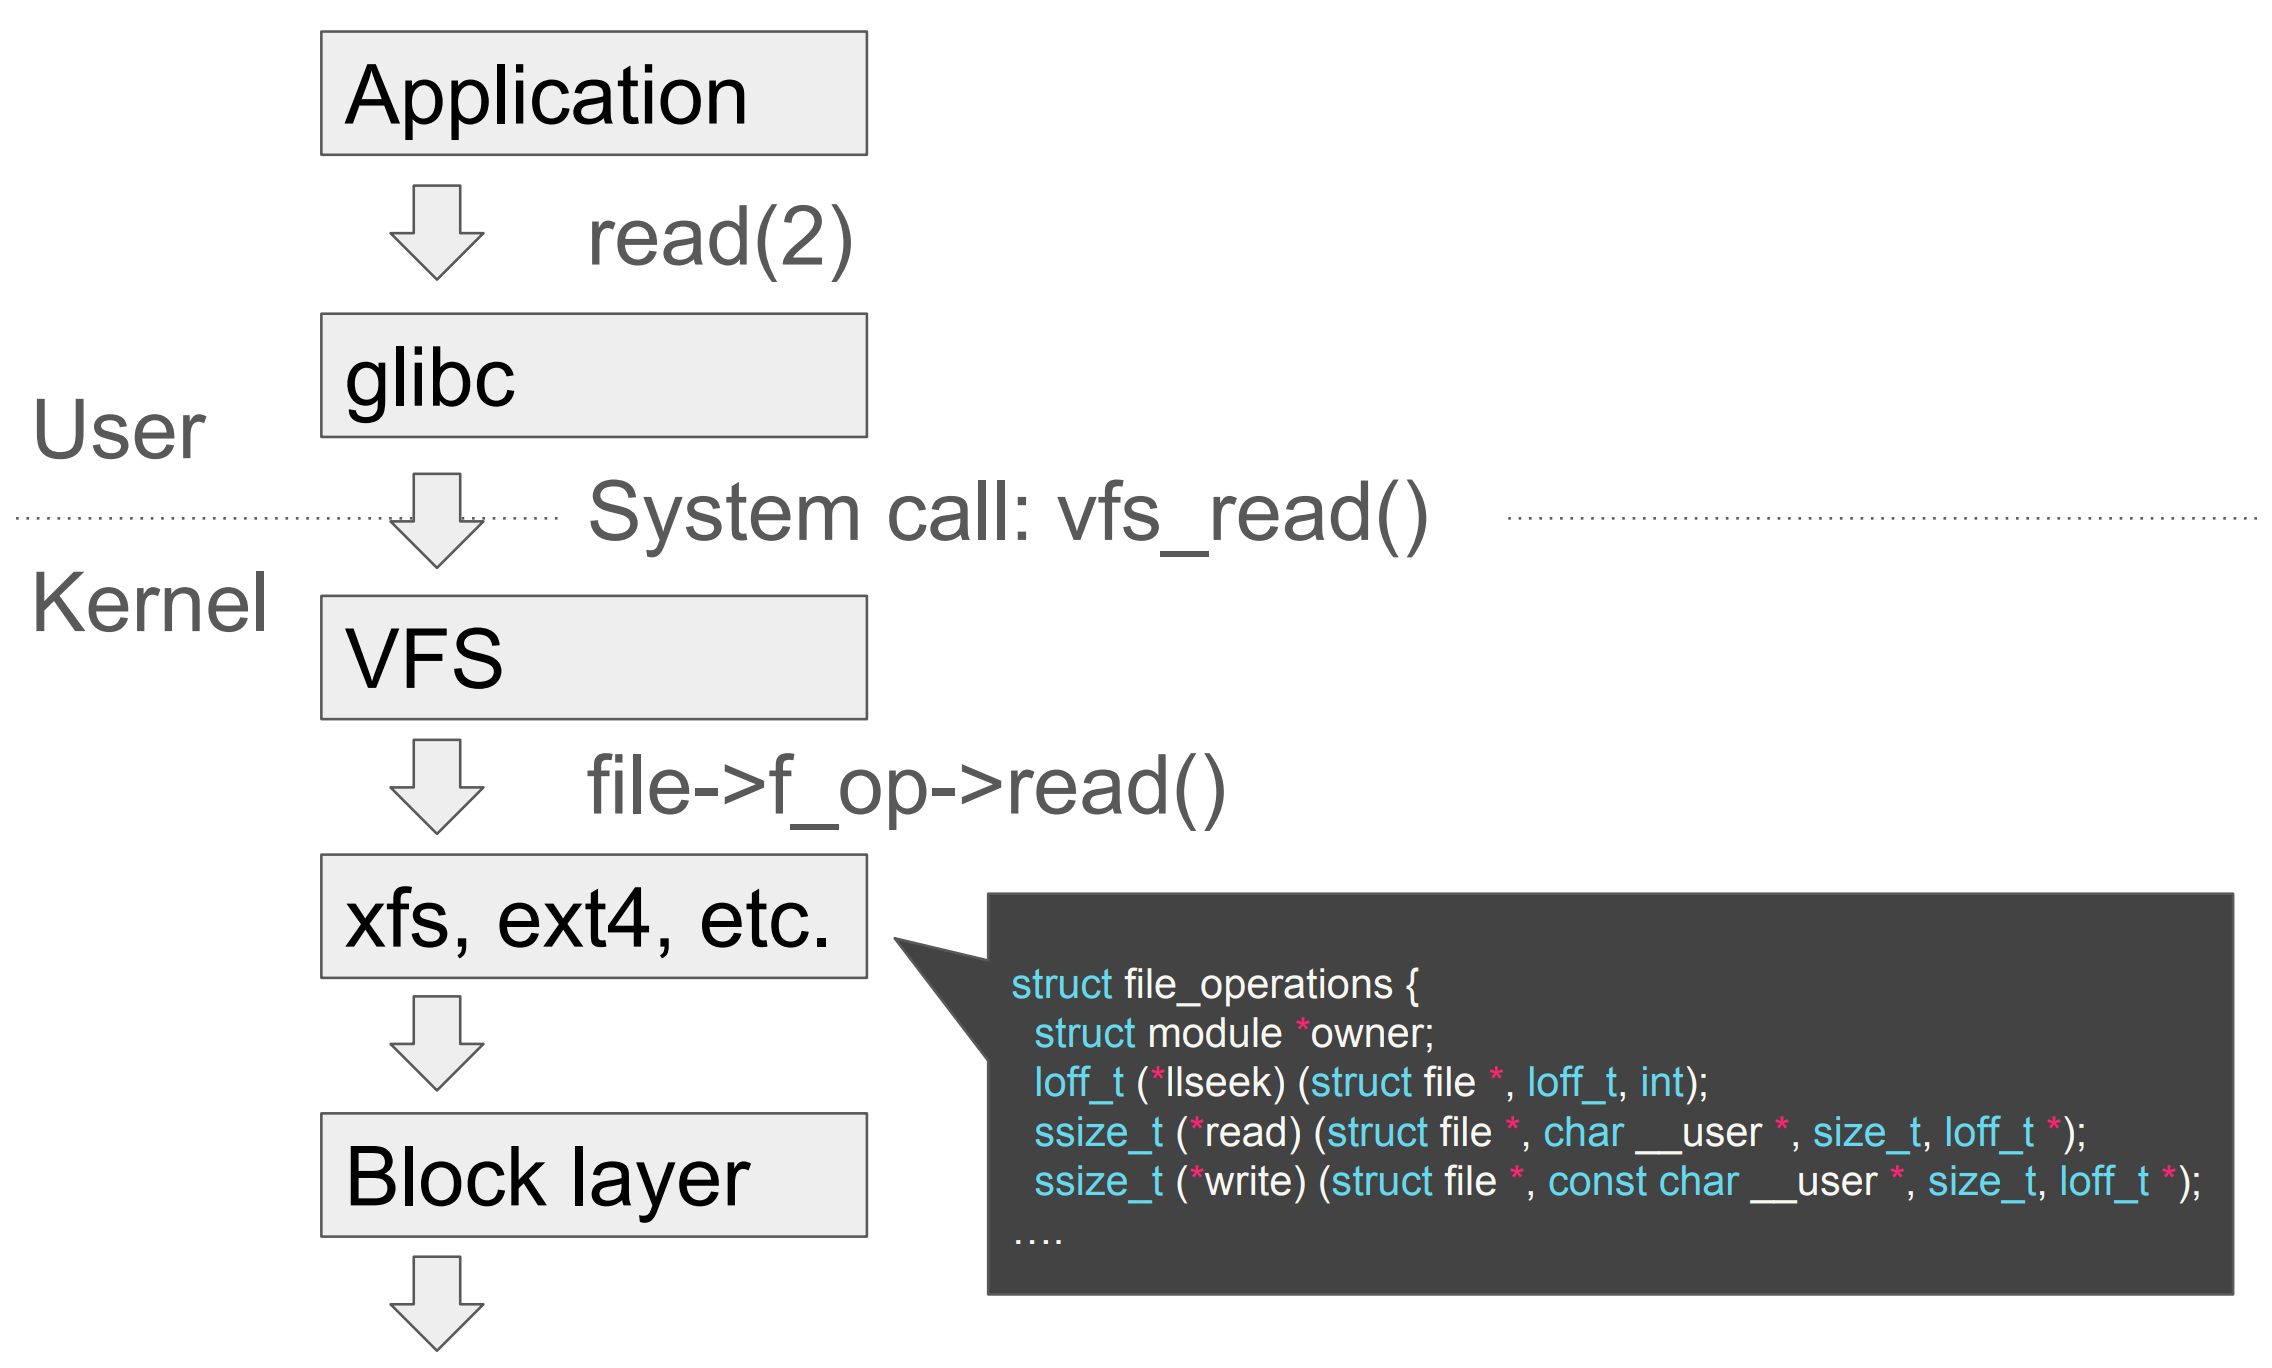 Application
read(2)
glibc
User
System call: vfs_read()
Kernel
VFS
file->f_op->read()
xfs, ext4, etc.
struct file_operations {
struct module *owner;
loff_t (*llseek) (struct file *, loff_t, int);
ssize_t (*read) (struct file *, char __user *, size_t, loff_t *);
ssize_t (*write) (struct file *, const char __user *, size_t, loff_t *);
....
Block layer